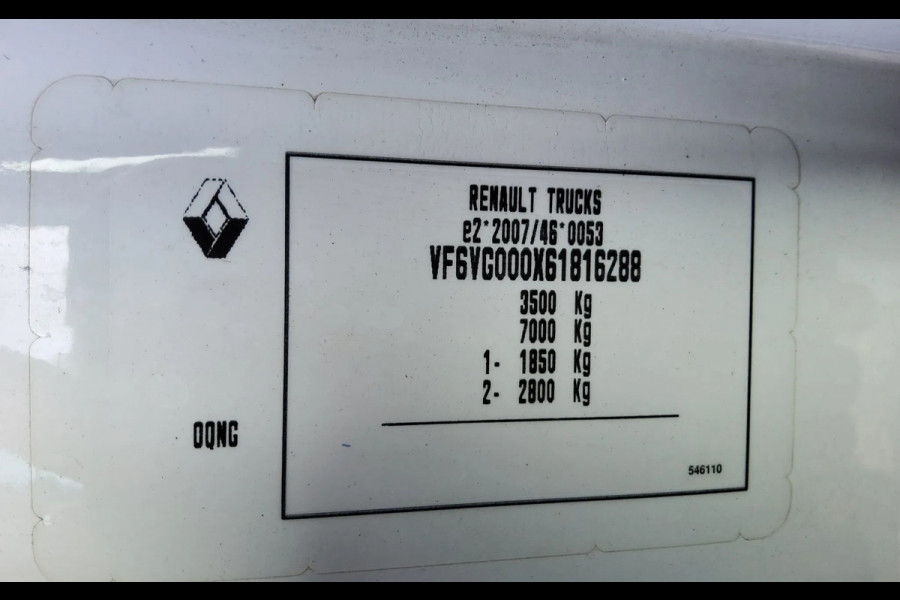 RENAULT TRUCKS
e2*2007/46*0053
VF6VG000X61816288
3500 Kg
7000 Kg
1- 1850 Kg
2- 2800 Kg
OQNG
546110